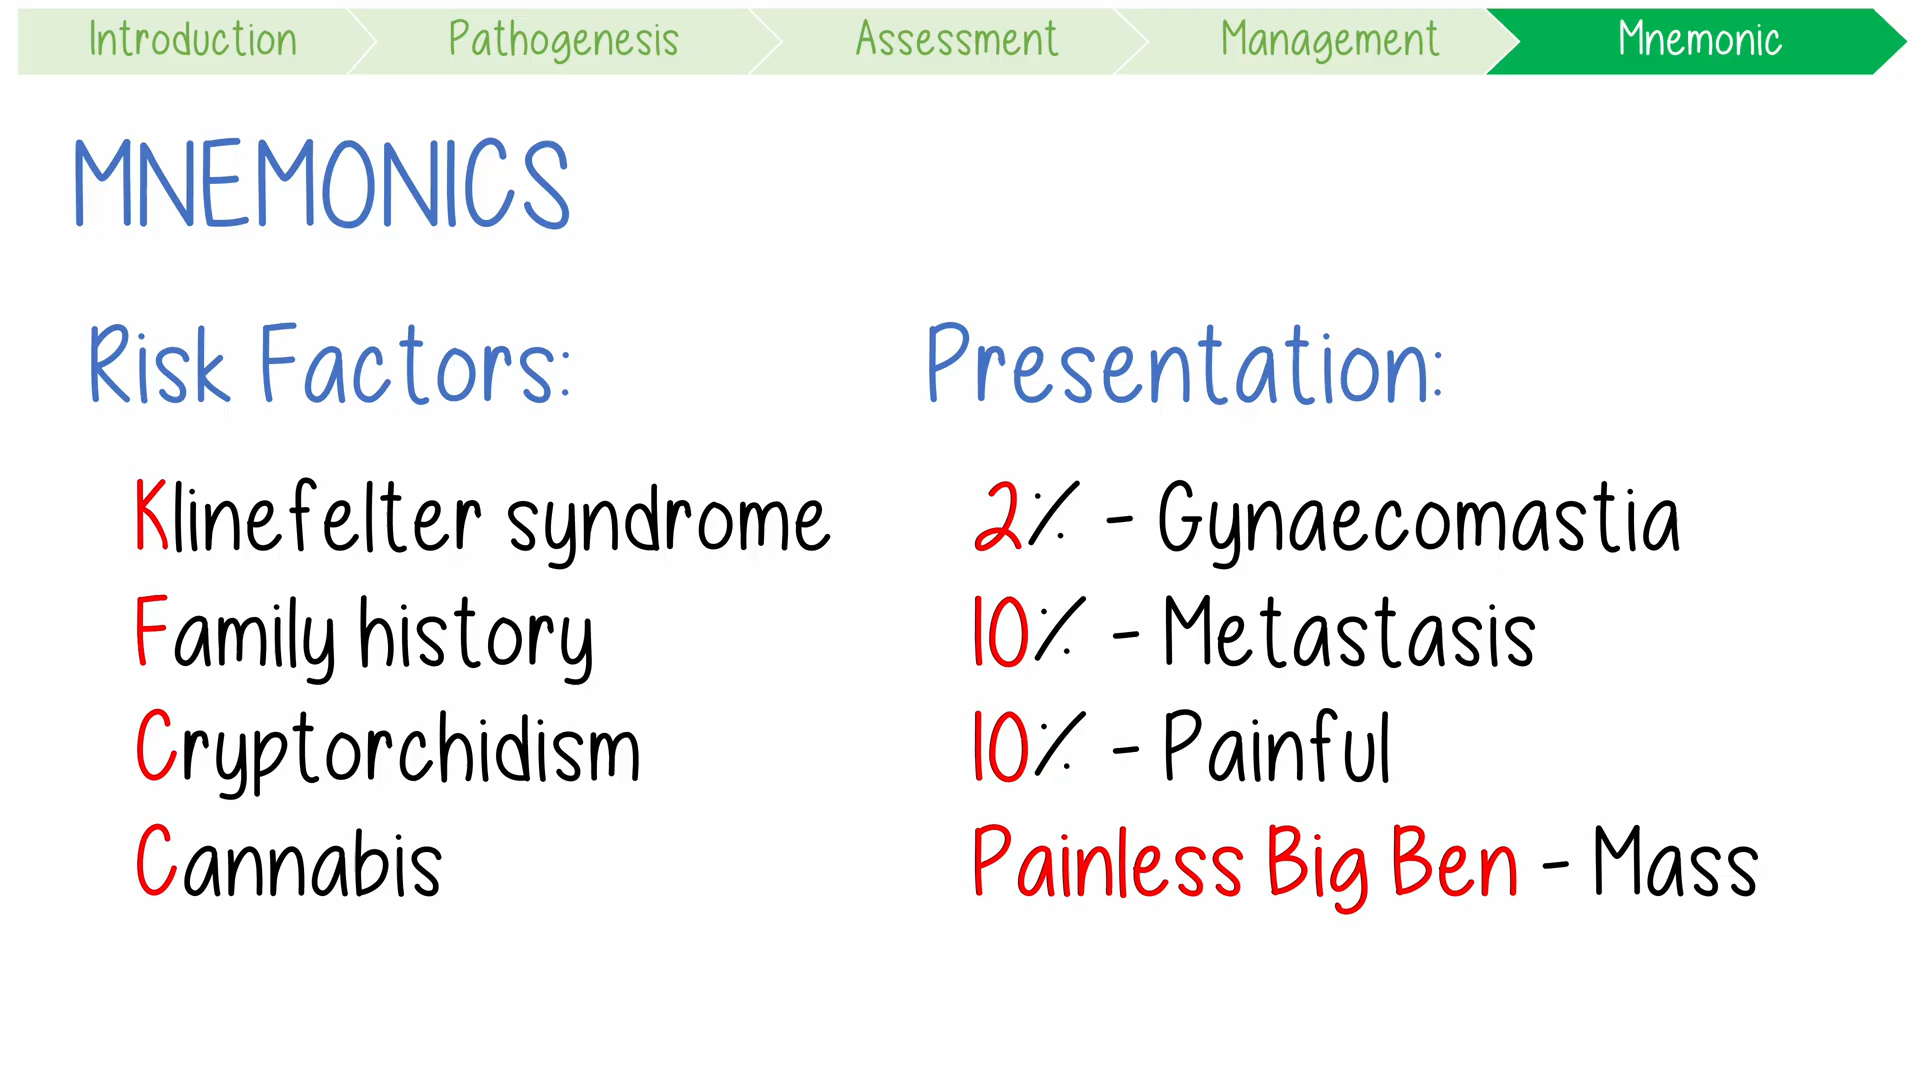 Introduction
Pathogenesis
Assessment
Management
Mnemonic
MNEMONICS
Risk Factors:
Klinefelter syndrome
Family history
Cryptorchidism
Cannabis
Presentation:
2% - Gynaecomastia
10% - Metastasis
10% - Painful
Painless Big Ben - Mass